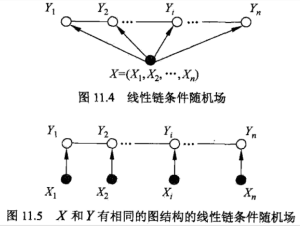 Y₁ Y₂ Yᵢ Yₙ
X=(X₁, X₂, ···, Xₙ)
图 11.4 线性链条件随机场
Y₁ Y₂ Yᵢ Yₙ
X₁ X₂ Xᵢ Xₙ
图 11.5 X 和 Y 有相同的图结构的线性链条件随机场